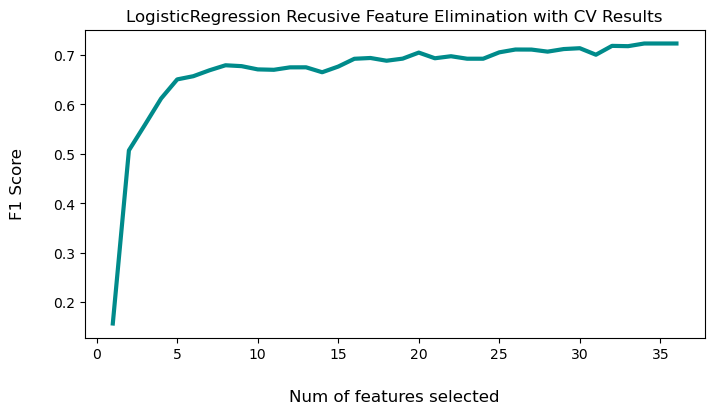 LogisticRegression Recusive Feature Elimination with CV Results
F1 Score
0.7
0.6
0.5
0.4
0.3
0.2
0 5 10 15 20 25 30 35
Num of features selected